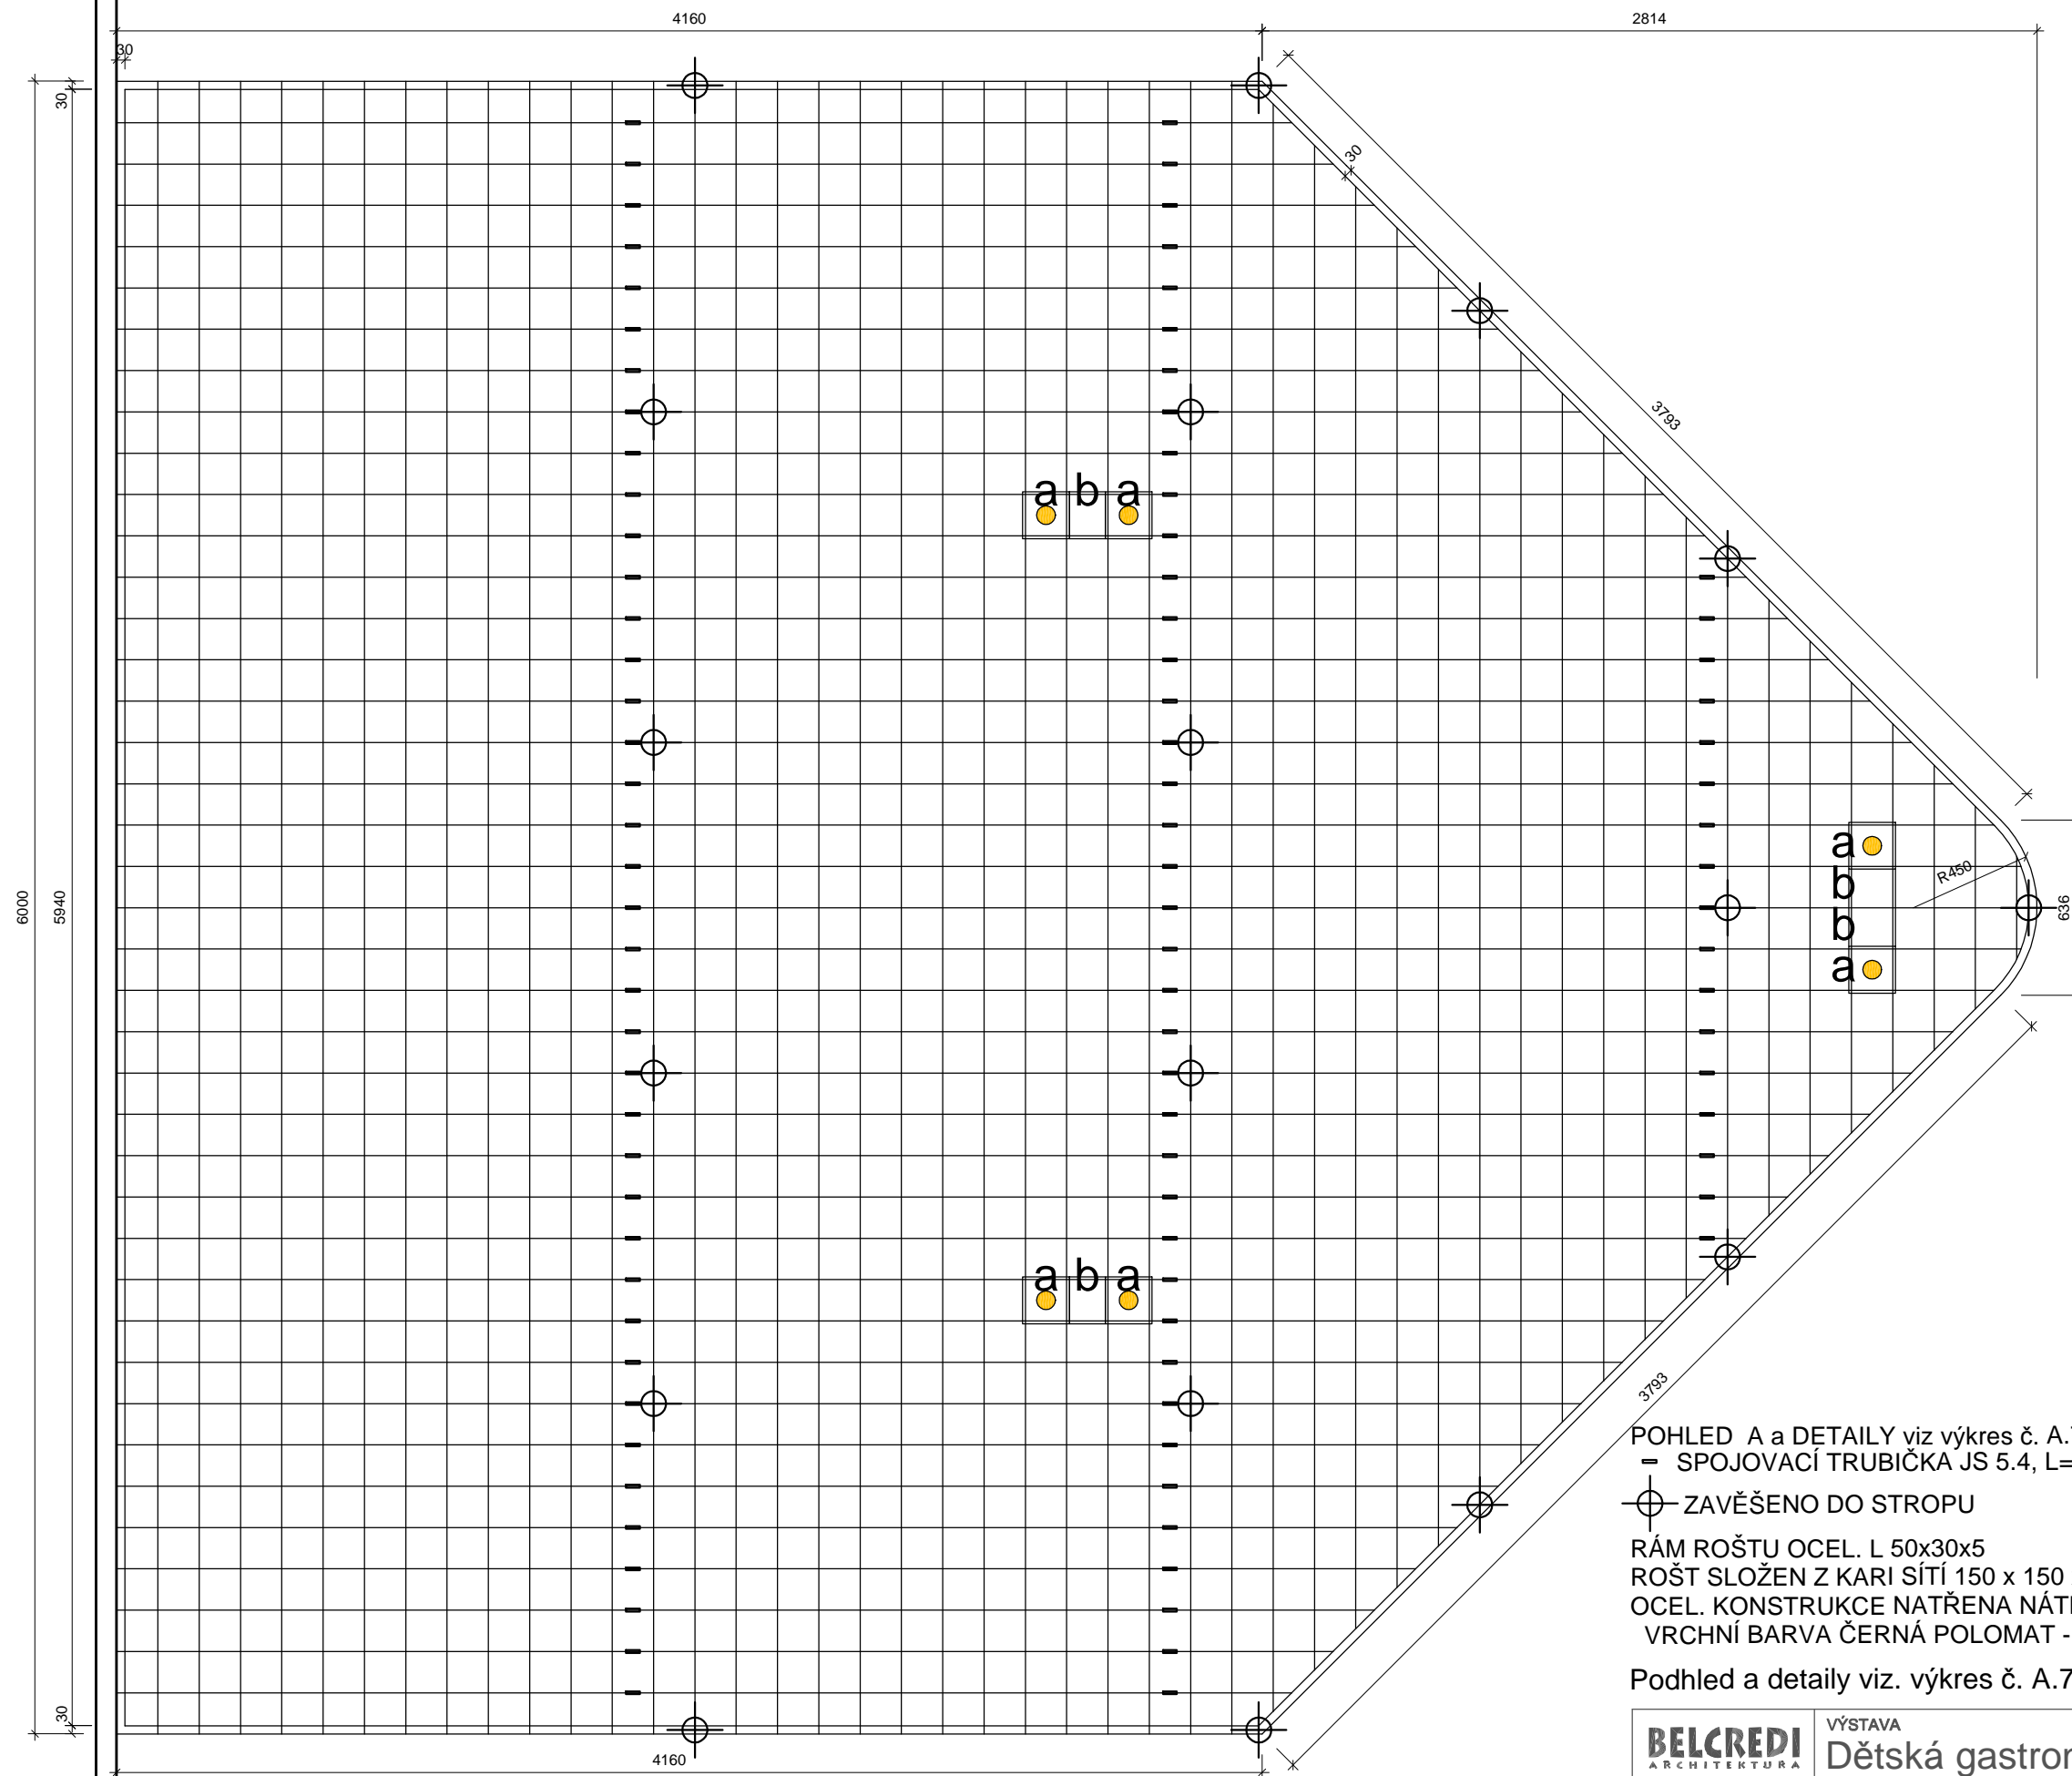 4160
2814
30
30
30
3793
a b a
6000
5940
a
b
b
a
R450
636
a b a
3793
POHLED A a DETAILY viz výkres č. A.
SPOJOVACÍ TRUBIČKA JS 5.4, L=
ZAVĚŠENO DO STROPU
RÁM ROŠTU OCEL. L 50x30x5
ROŠT SLOŽEN Z KARI SÍTÍ 150 x 150
OCEL. KONSTRUKCE NATŘENA
VRCHNÍ BARVA ČERNÁ POLOMAT -
Podhled a detaily viz. výkres č. A.7
30
4160
BELCREDI
ARCHITEKTURA
VÝSTAVA
Dětská